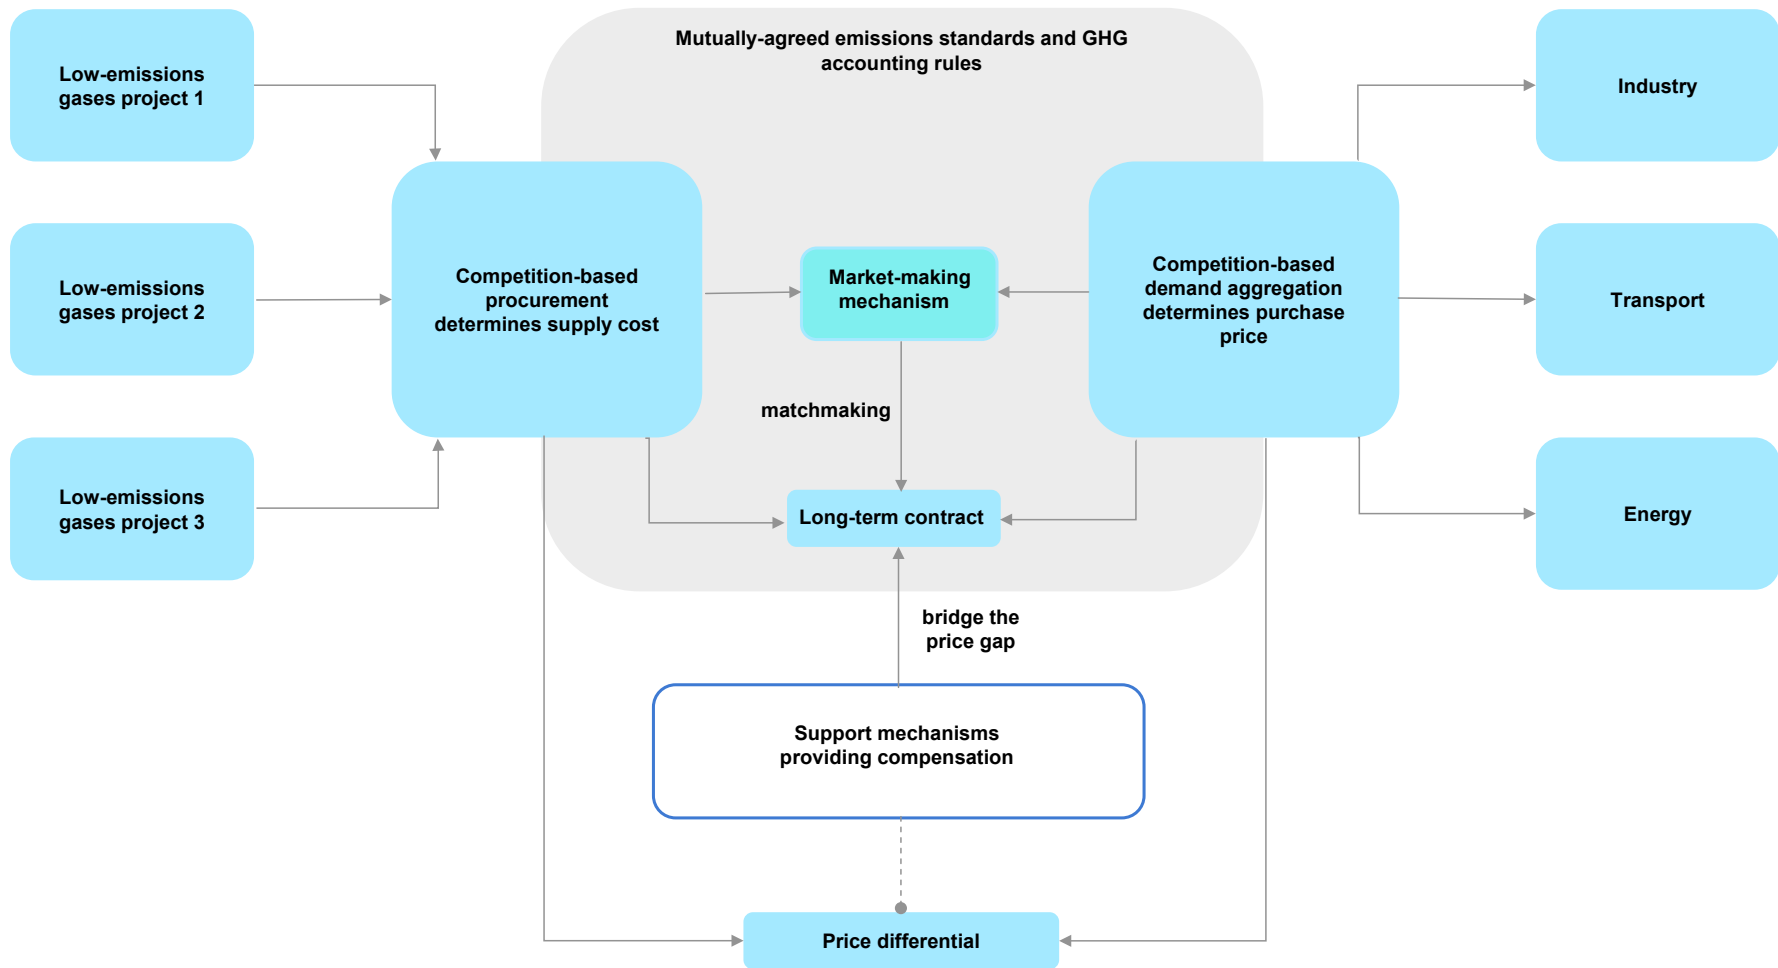 Mutually-agreed emissions standards and GHG
accounting rules
Low-emissions
gases project 1
Low-emissions
gases project 2
Low-emissions
gases project 3
Competition-based
procurement
determines supply cost
Market-making
mechanism
matchmaking
Long-term contract
Competition-based
demand aggregation
determines purchase
price
Industry
Transport
Energy
bridge the
price gap
Support mechanisms
providing compensation
Price differential